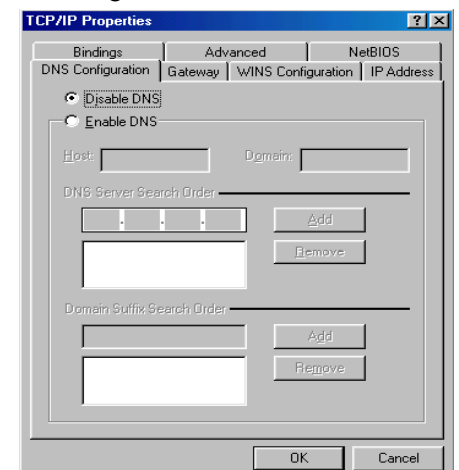 TCP/IP Properties
Bindings Advanced NetBIOS
DNS Configuration Gateway WINS Configuration IP Address
Disable DNS
Enable DNS
Host: Domain:
DNS Server Search Order
. . . Add
Remove
Domain Suffix Search Order
Add
Remove
OK Cancel